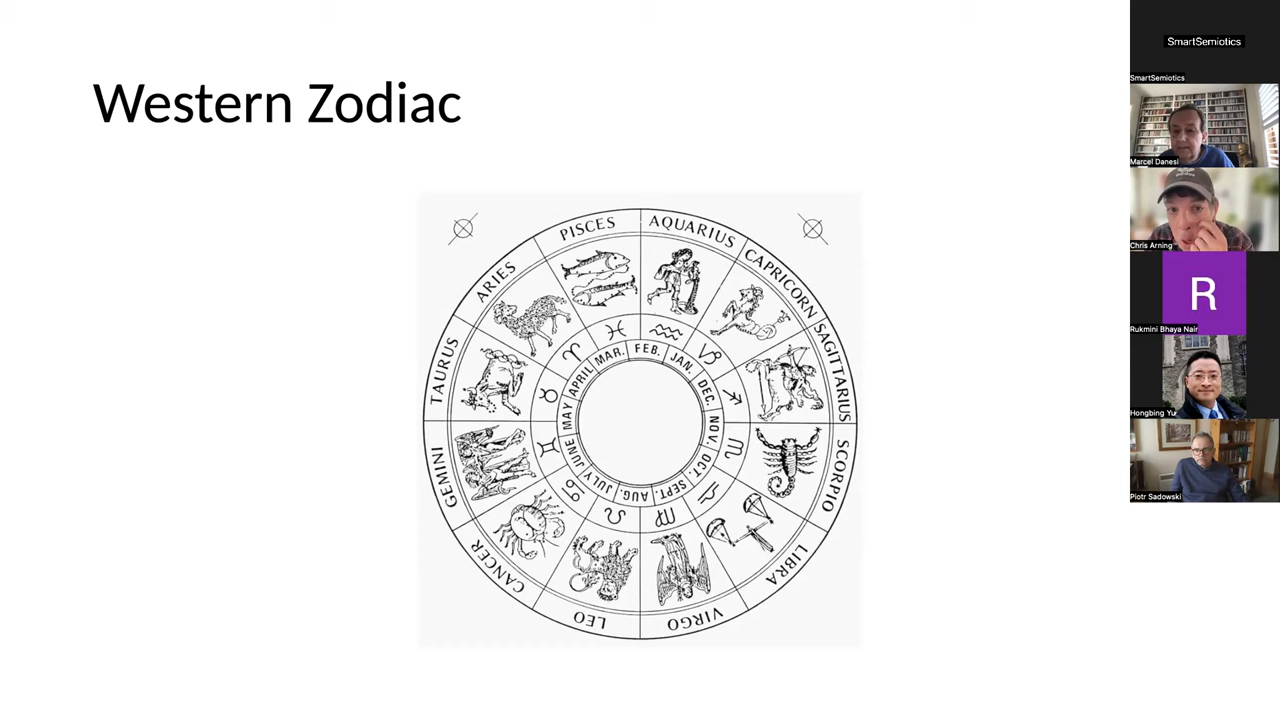 Western Zodiac
PISCES
AQUARIUS
CAPRICORN
SAGITTARIUS
SCORPIO
LIBRA
VIRGO
LEO
CANCER
GEMINI
TAURUS
ARIES
♓
♒
♑
♐
♏
♎
♍
♌
♋
♊
♉
♈
MAR.
FEB.
JAN.
DEC.
NOV.
OCT.
SEPT.
AUG.
JULY
JUNE
MAY
APRIL
SmartSemiotics
SmartSemiotics
Marcel Danesi
Chris Arning
R
Rukmini Bhaya Nair
Hongbing Yu
Piotr Sadowski